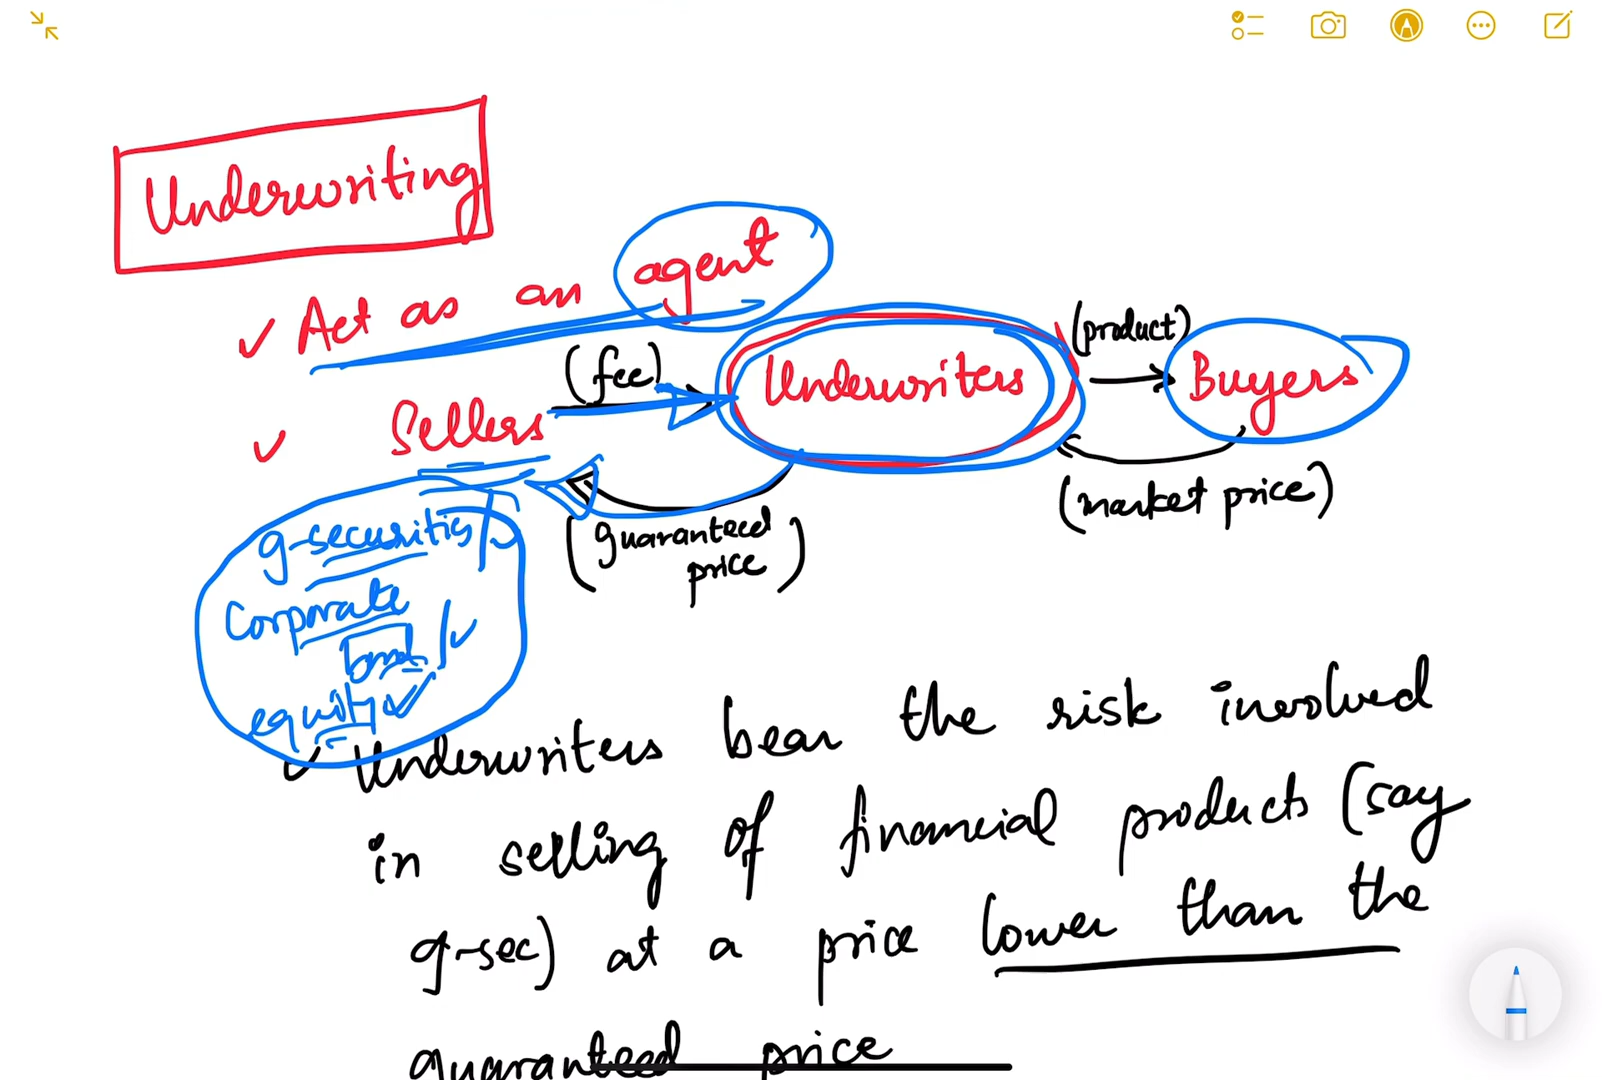 Underwriting
✓ Act as an agent
✓ Sellers (fee) Underwriters (product) Buyers
(guaranteed price)
(market price)
g-securities
Corporate
bond ✓
equity ✓
✓ Underwriters bear the risk involved
in selling of financial products (say
g-sec) at a price lower than the
guaranteed price